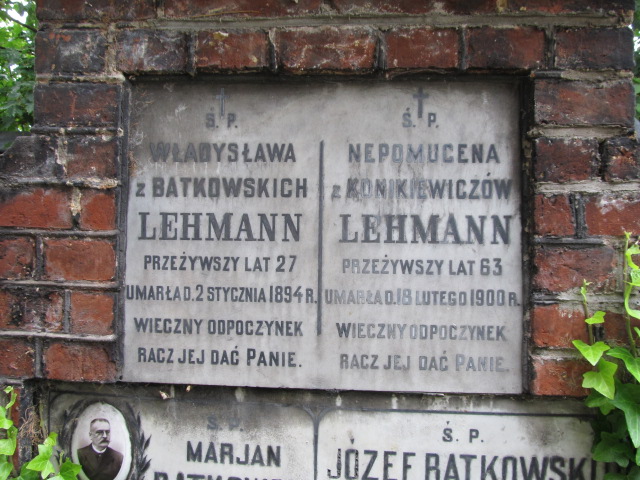 Ś. P.
WŁADYSŁAWA
z BATKOWSKICH
LEHMANN
PRZEŻYWSZY LAT 27
UMARŁA D. 2 STYCZNIA 1894 R.
WIECZNY ODPOCZYNEK
RACZ JEJ DAĆ PANIE.
Ś. P.
NEPOMUCENA
z KONIKIEWICZÓW
LEHMANN
PRZEŻYWSZY LAT 63
UMARŁA D. 18 LUTEGO 1900 R.
WIECZNY ODPOCZYNEK
RACZ JEJ DAĆ PANIE.
Ś. P.
MARJAN
Ś. P.
JÓZEF BATKOWSKI